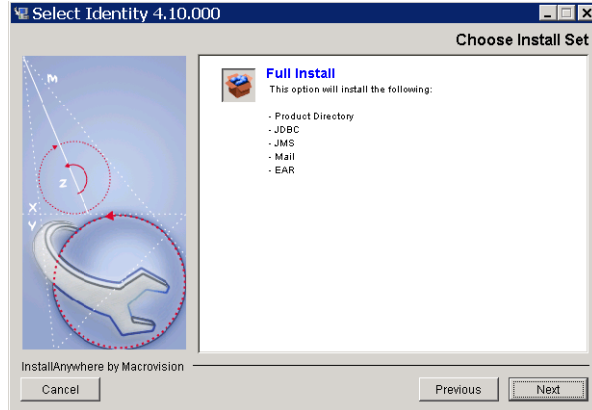 Select Identity 4.10.000
Choose Install Set
M
Z
X
Y
Full Install
This option will install the following:
- Product Directory
- JDBC
- JMS
- Mail
- EAR
InstallAnywhere by Macrovision
Cancel
Previous
Next